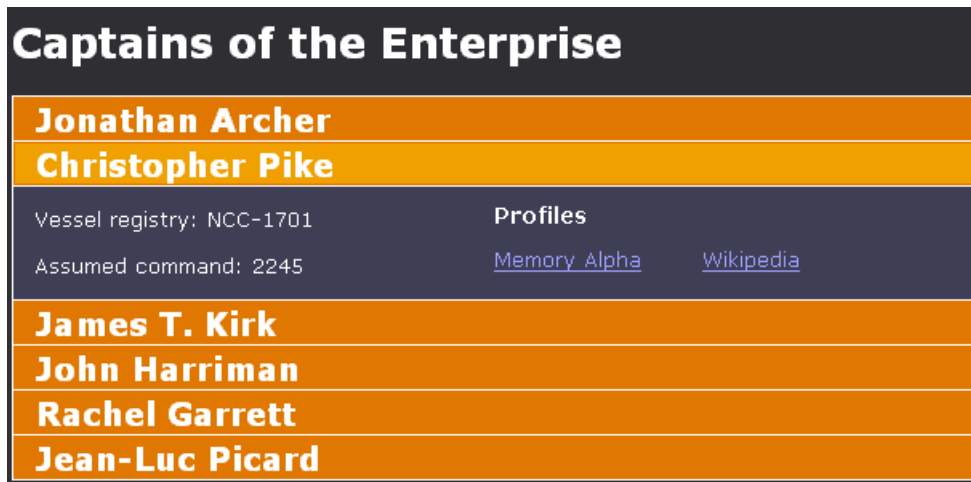 Captains of the Enterprise
Jonathan Archer
Christopher Pike
Vessel registry: NCC-1701
Assumed command: 2245
Profiles
Memory Alpha Wikipedia
James T. Kirk
John Harriman
Rachel Garrett
Jean-Luc Picard